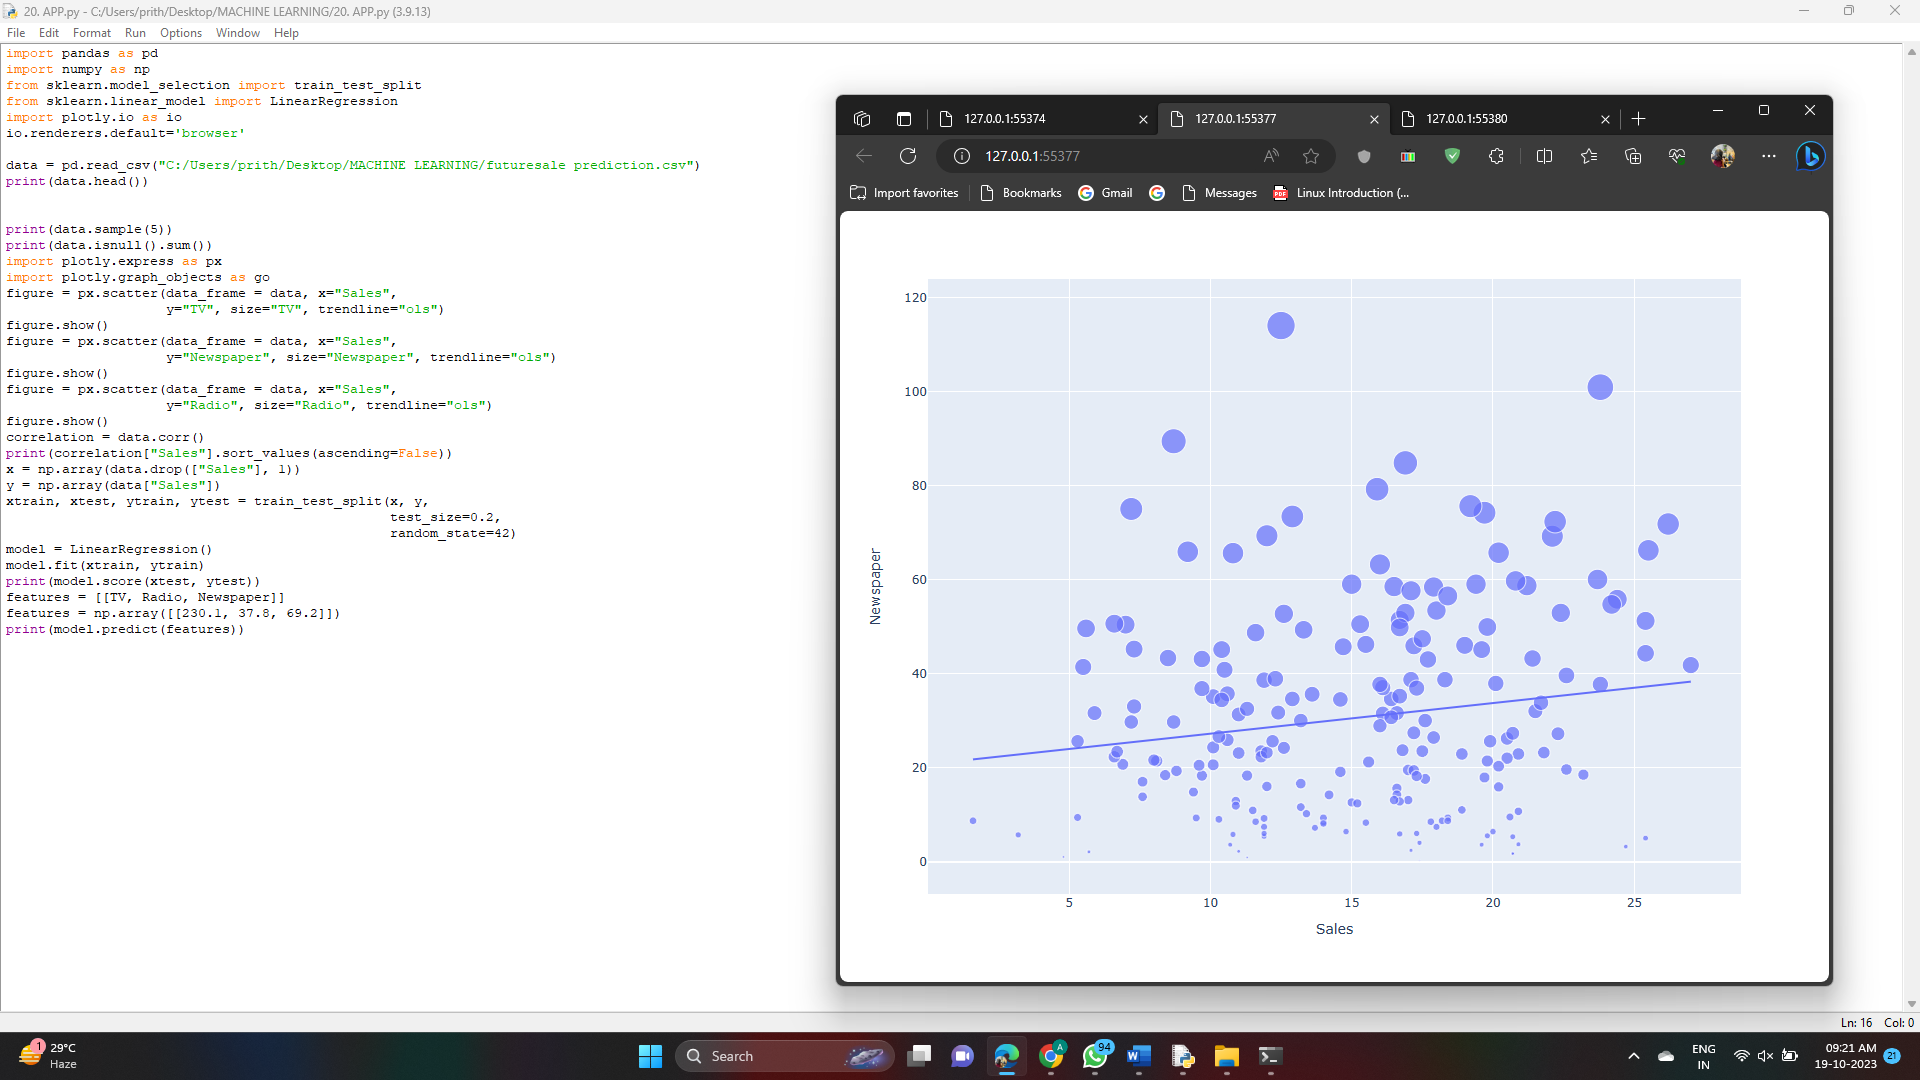 20. APP.py - C:/Users/prith/Desktop/MACHINE LEARNING/20. APP.py (3.9.13)
File Edit Format Run Options Window Help
import pandas as pd
import numpy as np
from sklearn.model_selection import train_test_split
from sklearn.linear_model import LinearRegression
import plotly.io as io
io.renderers.default='browser'
data = pd.read_csv("C:/Users/prith/Desktop/MACHINE LEARNING/futuresale prediction.csv")
print(data.head())
print(data.sample(5))
print(data.isnull().sum())
import plotly.express as px
import plotly.graph_objects as go
figure = px.scatter(data_frame = data, x="Sales",
y="TV", size="TV", trendline="ols")
figure.show()
figure = px.scatter(data_frame = data, x="Sales",
y="Newspaper", size="Newspaper", trendline="ols")
figure.show()
figure = px.scatter(data_frame = data, x="Sales",
y="Radio", size="Radio", trendline="ols")
figure.show()
correlation = data.corr()
print(correlation["Sales"].sort_values(ascending=False))
x = np.array(data.drop(["Sales"], 1))
y = np.array(data["Sales"])
xtrain, xtest, ytrain, ytest = train_test_split(x, y,
test_size=0.2,
random_state=42)
model = LinearRegression()
model.fit(xtrain, ytrain)
print(model.score(xtest, ytest))
features = [[TV, Radio, Newspaper]]
features = np.array([[230.1, 37.8, 69.2]])
print(model.predict(features))
127.0.0.1:55374
127.0.0.1:55377
127.0.0.1:55380
127.0.0.1:55377
Import favorites
Bookmarks
Gmail
Messages
PDF
Linux Introduction (...
120
100
80
60
40
20
0
Newspaper
5
10
15
20
25
Sales
Ln: 16 Col: 0
1
29°C
Haze
Search
A
94
ENG
IN
09:21 AM
19-10-2023
21